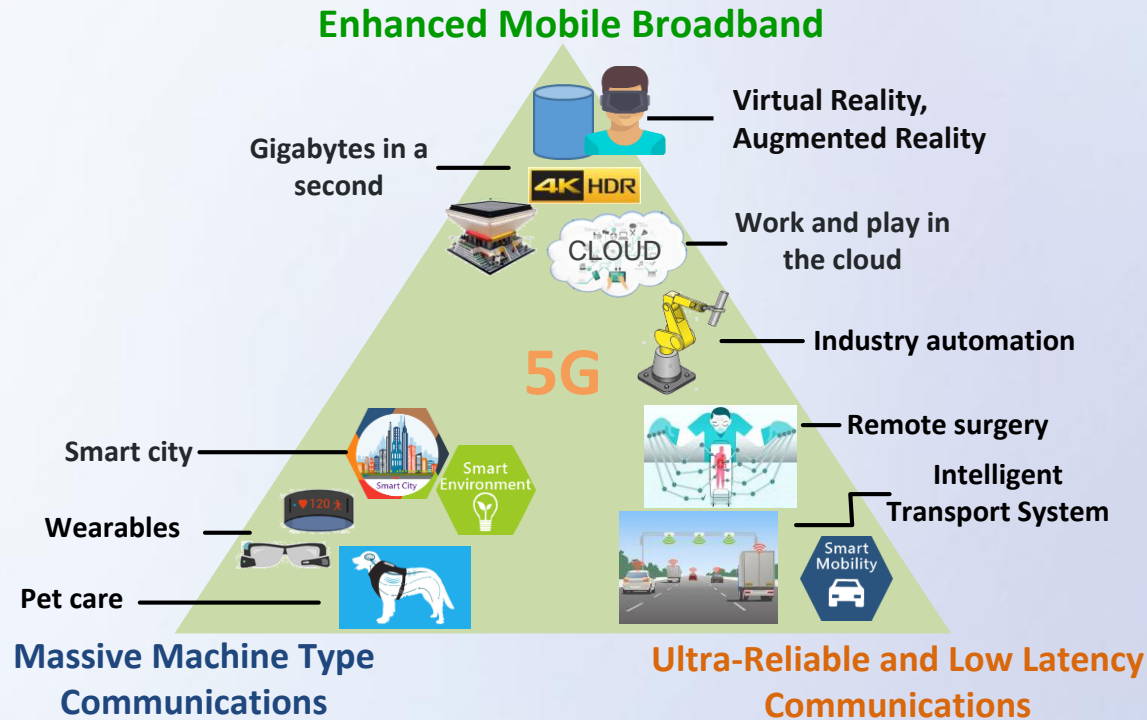 Enhanced Mobile Broadband
Virtual Reality,
Augmented Reality
Gigabytes in a
second
4K HDR
CLOUD
Work and play in
the cloud
Industry automation
5G
Remote surgery
Smart city
Smart City
Smart
Environment
Intelligent
Transport System
120
Wearables
Smart
Mobility
Pet care
Massive Machine Type
Communications
Ultra-Reliable and Low Latency
Communications